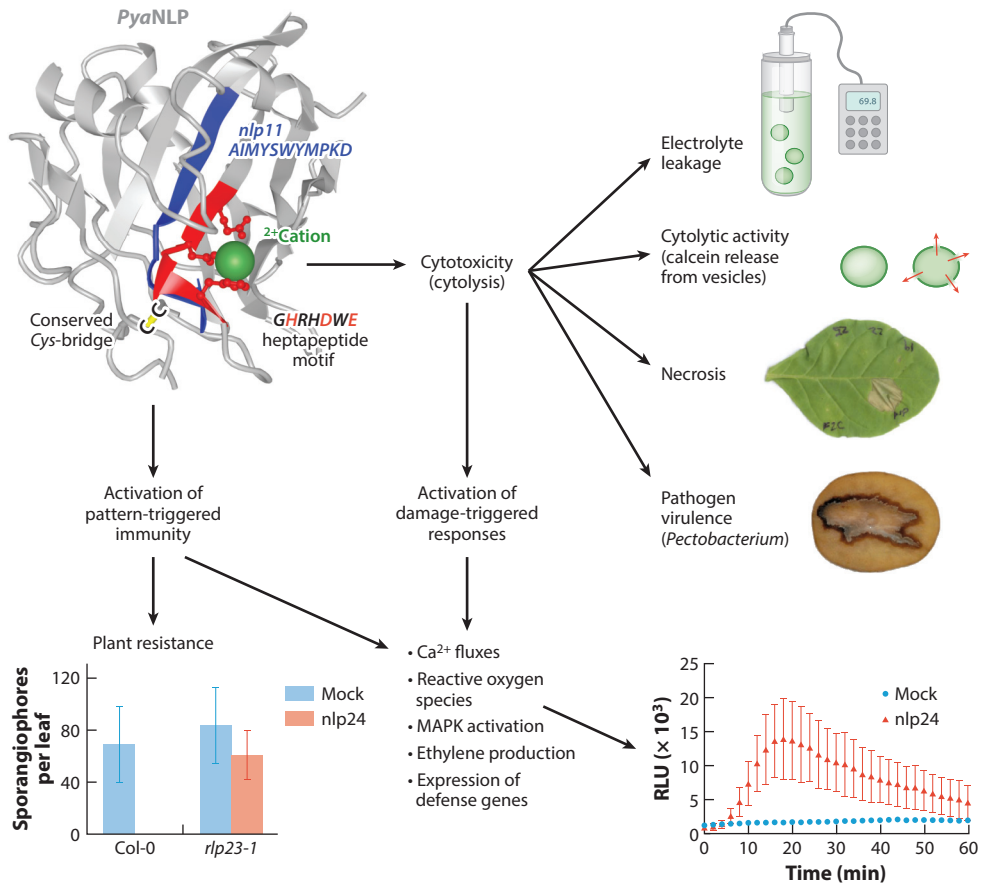 PyaNLP
nlp11
AIMYSWYMPKD
2+Cation
Conserved
Cys-bridge
C
C
GHRHDWE
heptapeptide
motif
Cytotoxicity
(cytolysis)
69.8
Electrolyte
leakage
Cytolytic activity
(calcein release
from vesicles)
Necrosis
Pathogen
virulence
(Pectobacterium)
Activation of
pattern-triggered
immunity
Activation of
damage-triggered
responses
Plant resistance
Sporangiophores
per leaf
120
80
40
0
Mock
nlp24
Col-0
rlp23-1
• Ca2+ fluxes
• Reactive oxygen
species
• MAPK activation
• Ethylene production
• Expression of
defense genes
RLU (× 10³)
25
20
15
10
5
0
Mock
nlp24
0 10 20 30 40 50 60
Time (min)